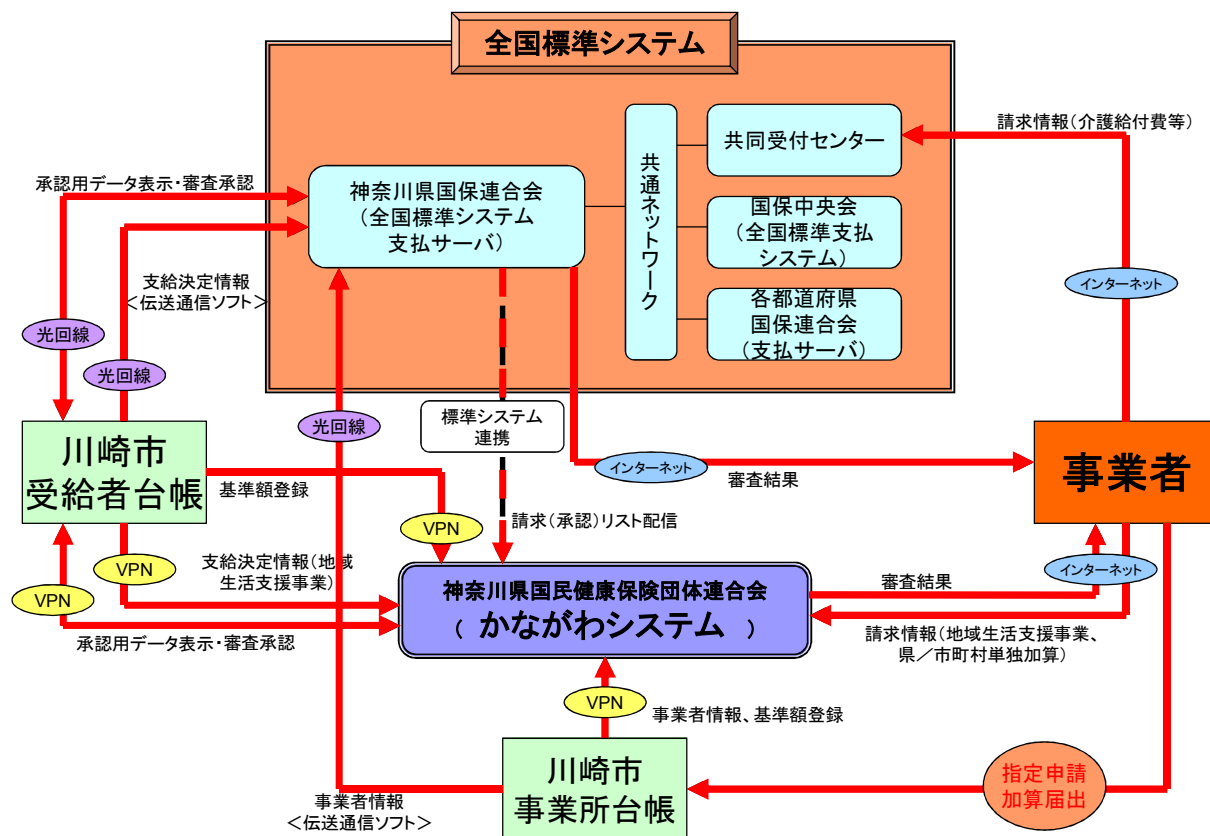 全国標準システム
請求情報(介護給付費等)
共同受付センター
共通ネットワーク
承認用データ表示・審査承認
神奈川県国保連合会
(全国標準システム
支払サーバ)
国保中央会
(全国標準支払
システム)
支給決定情報
<伝送通信ソフト>
インターネット
各都道府県
国保連合会
(支払サーバ)
光回線
光回線
光回線
標準システム
連携
川崎市
受給者台帳
インターネット
審査結果
事業者
基準額登録
請求(承認)リスト配信
VPN
支給決定情報(地域
生活支援事業)
VPN
VPN
神奈川県国民健康保険団体連合会
( かながわシステム )
審査結果
インターネット
承認用データ表示・審査承認
請求情報(地域生活支援事業、
県/市町村単独加算)
VPN
事業者情報、基準額登録
川崎市
事業所台帳
指定申請
加算届出
事業者情報
<伝送通信ソフト>